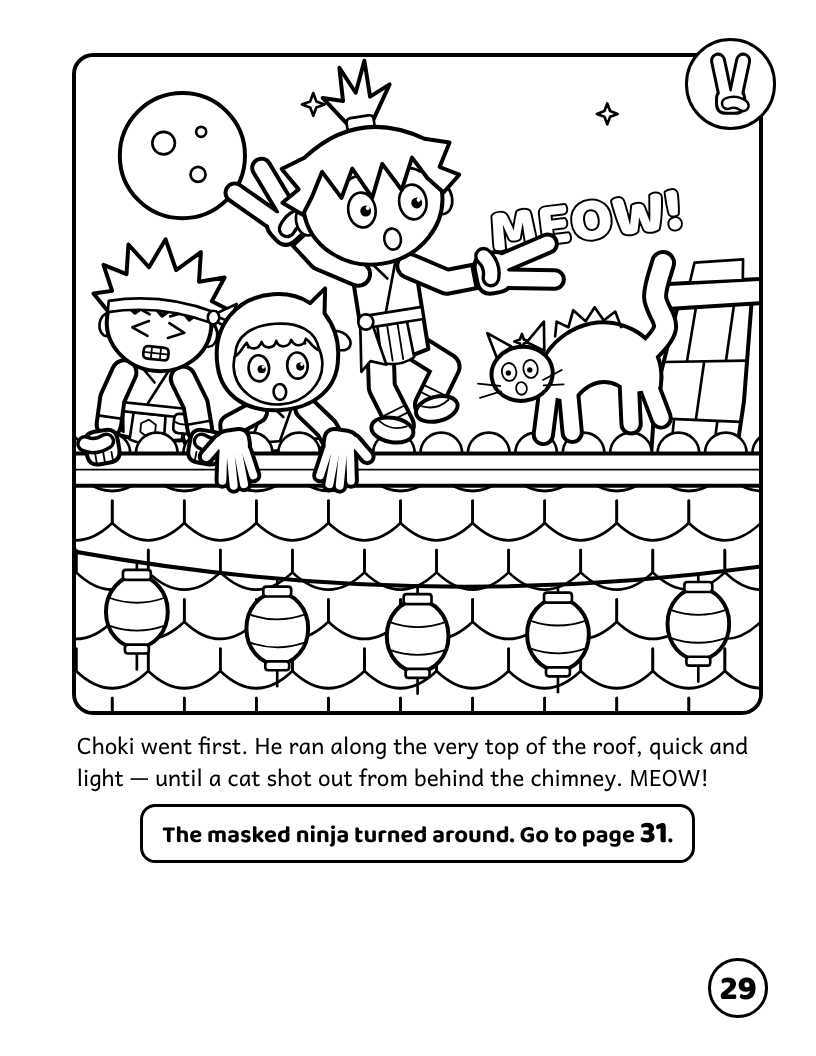 MEOW!
Choki went first. He ran along the very top of the roof, quick and
light — until a cat shot out from behind the chimney. MEOW!
The masked ninja turned around. Go to page 31.
29